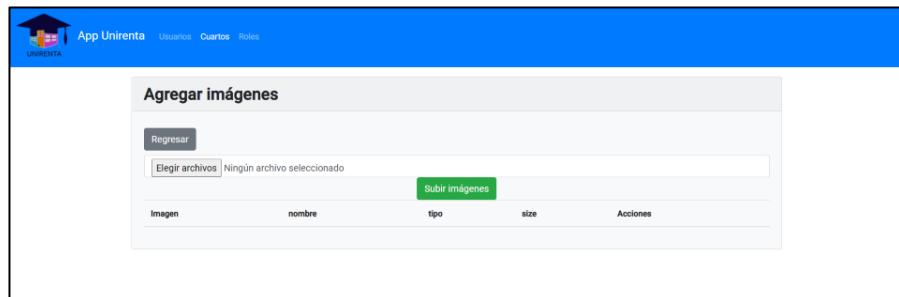 UNIRENTA
App Unirenta Usuarios Cuartos Roles
Agregar imágenes
Regresar
Elegir archivos Ningún archivo seleccionado
Subir imágenes
Imagen nombre tipo size Acciones